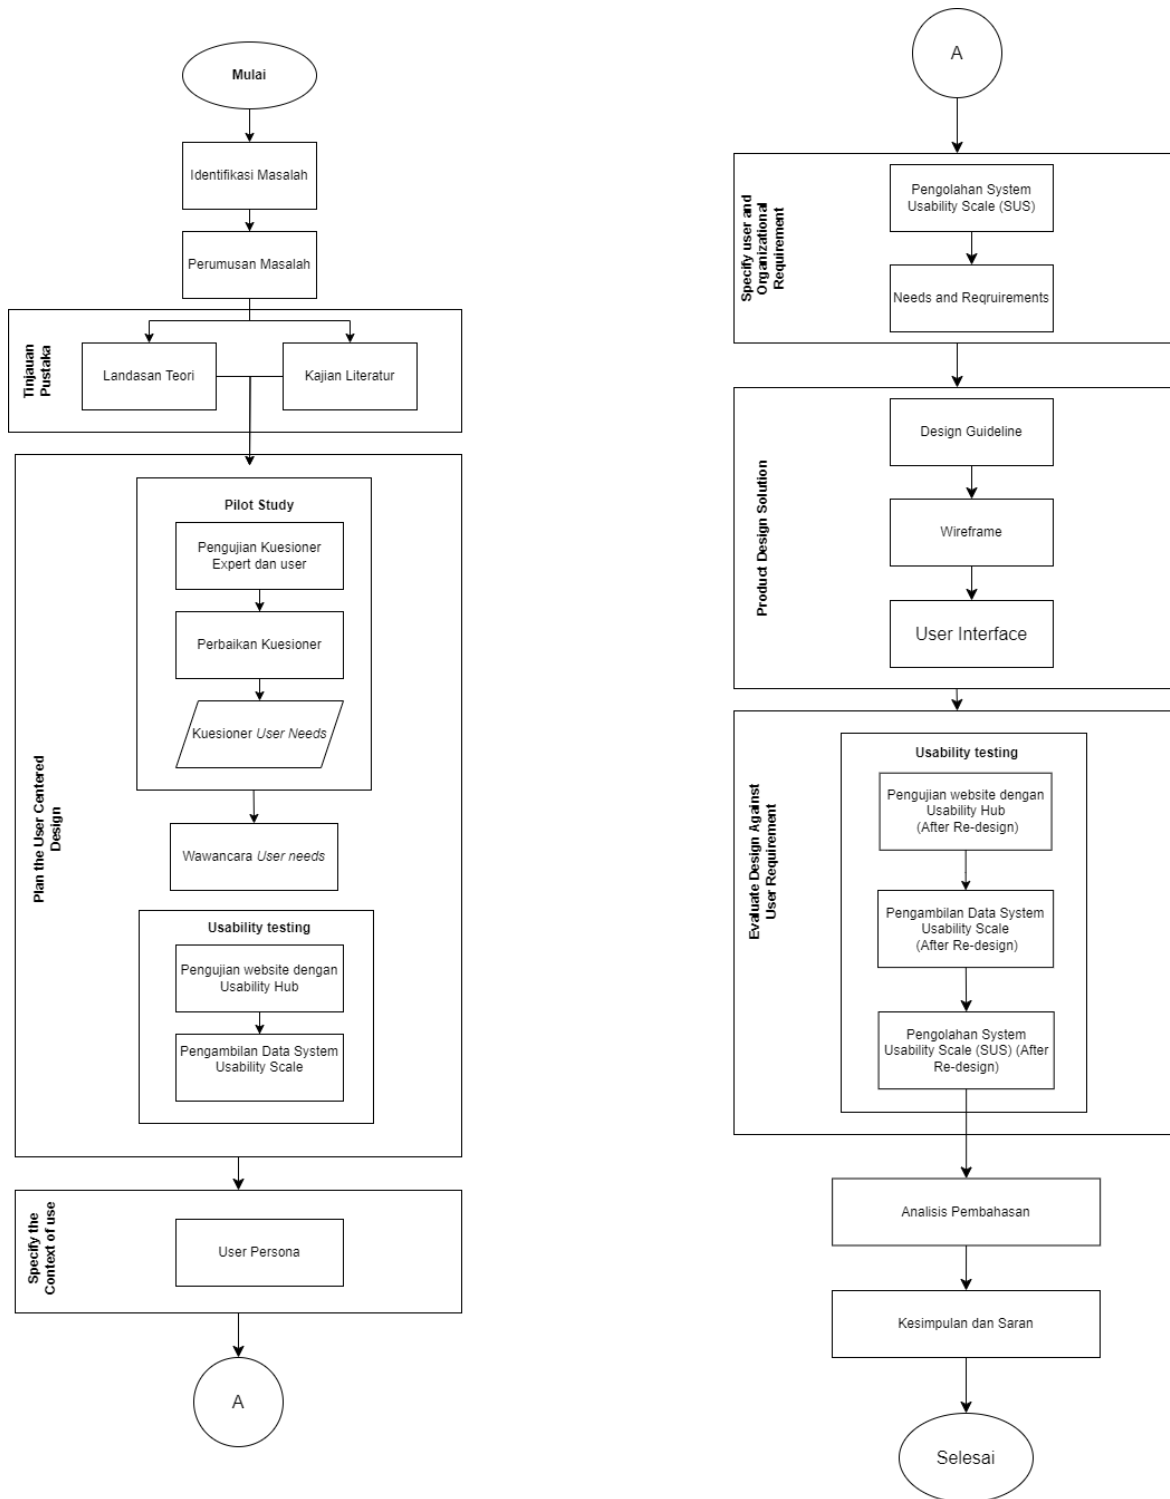 Mulai
Identifikasi Masalah
Perumusan Masalah
Tinjauan
Pustaka
Landasan Teori
Kajian Literatur
Plan the User Centered
Design
Pilot Study
Pengujian Kuesioner
Expert dan user
Perbaikan Kuesioner
Kuesioner User Needs
Wawancara User needs
Usability testing
Pengujian website dengan
Usability Hub
Pengambilan Data System
Usability Scale
Specify the
Context of use
User Persona
A
A
Specify user and
Organizational
Requirement
Pengolahan System
Usability Scale (SUS)
Needs and Reqruirements
Product Design Solution
Design Guideline
Wireframe
User Interface
Evaluate Design Against
User Requirement
Usability testing
Pengujian website dengan
Usability Hub
(After Re-design)
Pengambilan Data System
Usability Scale
(After Re-design)
Pengolahan System
Usability Scale (SUS) (After
Re-design)
Analisis Pembahasan
Kesimpulan dan Saran
Selesai